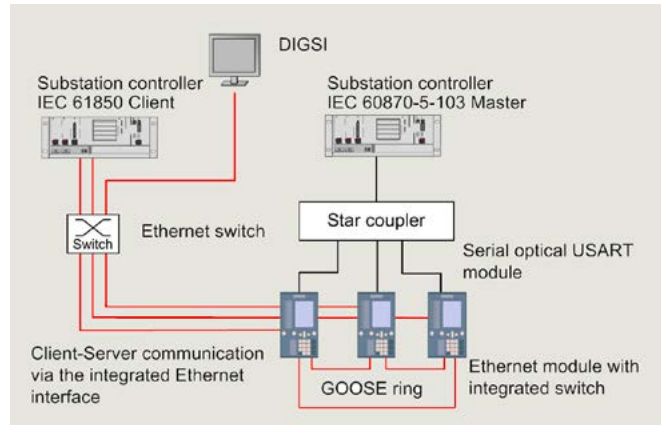 DIGSI
Substation controller
IEC 61850 Client
Substation controller
IEC 60870-5-103 Master
Switch
Ethernet switch
Star coupler
Serial optical USART
module
Client-Server communication
via the integrated Ethernet
interface
GOOSE ring
Ethernet module with
integrated switch